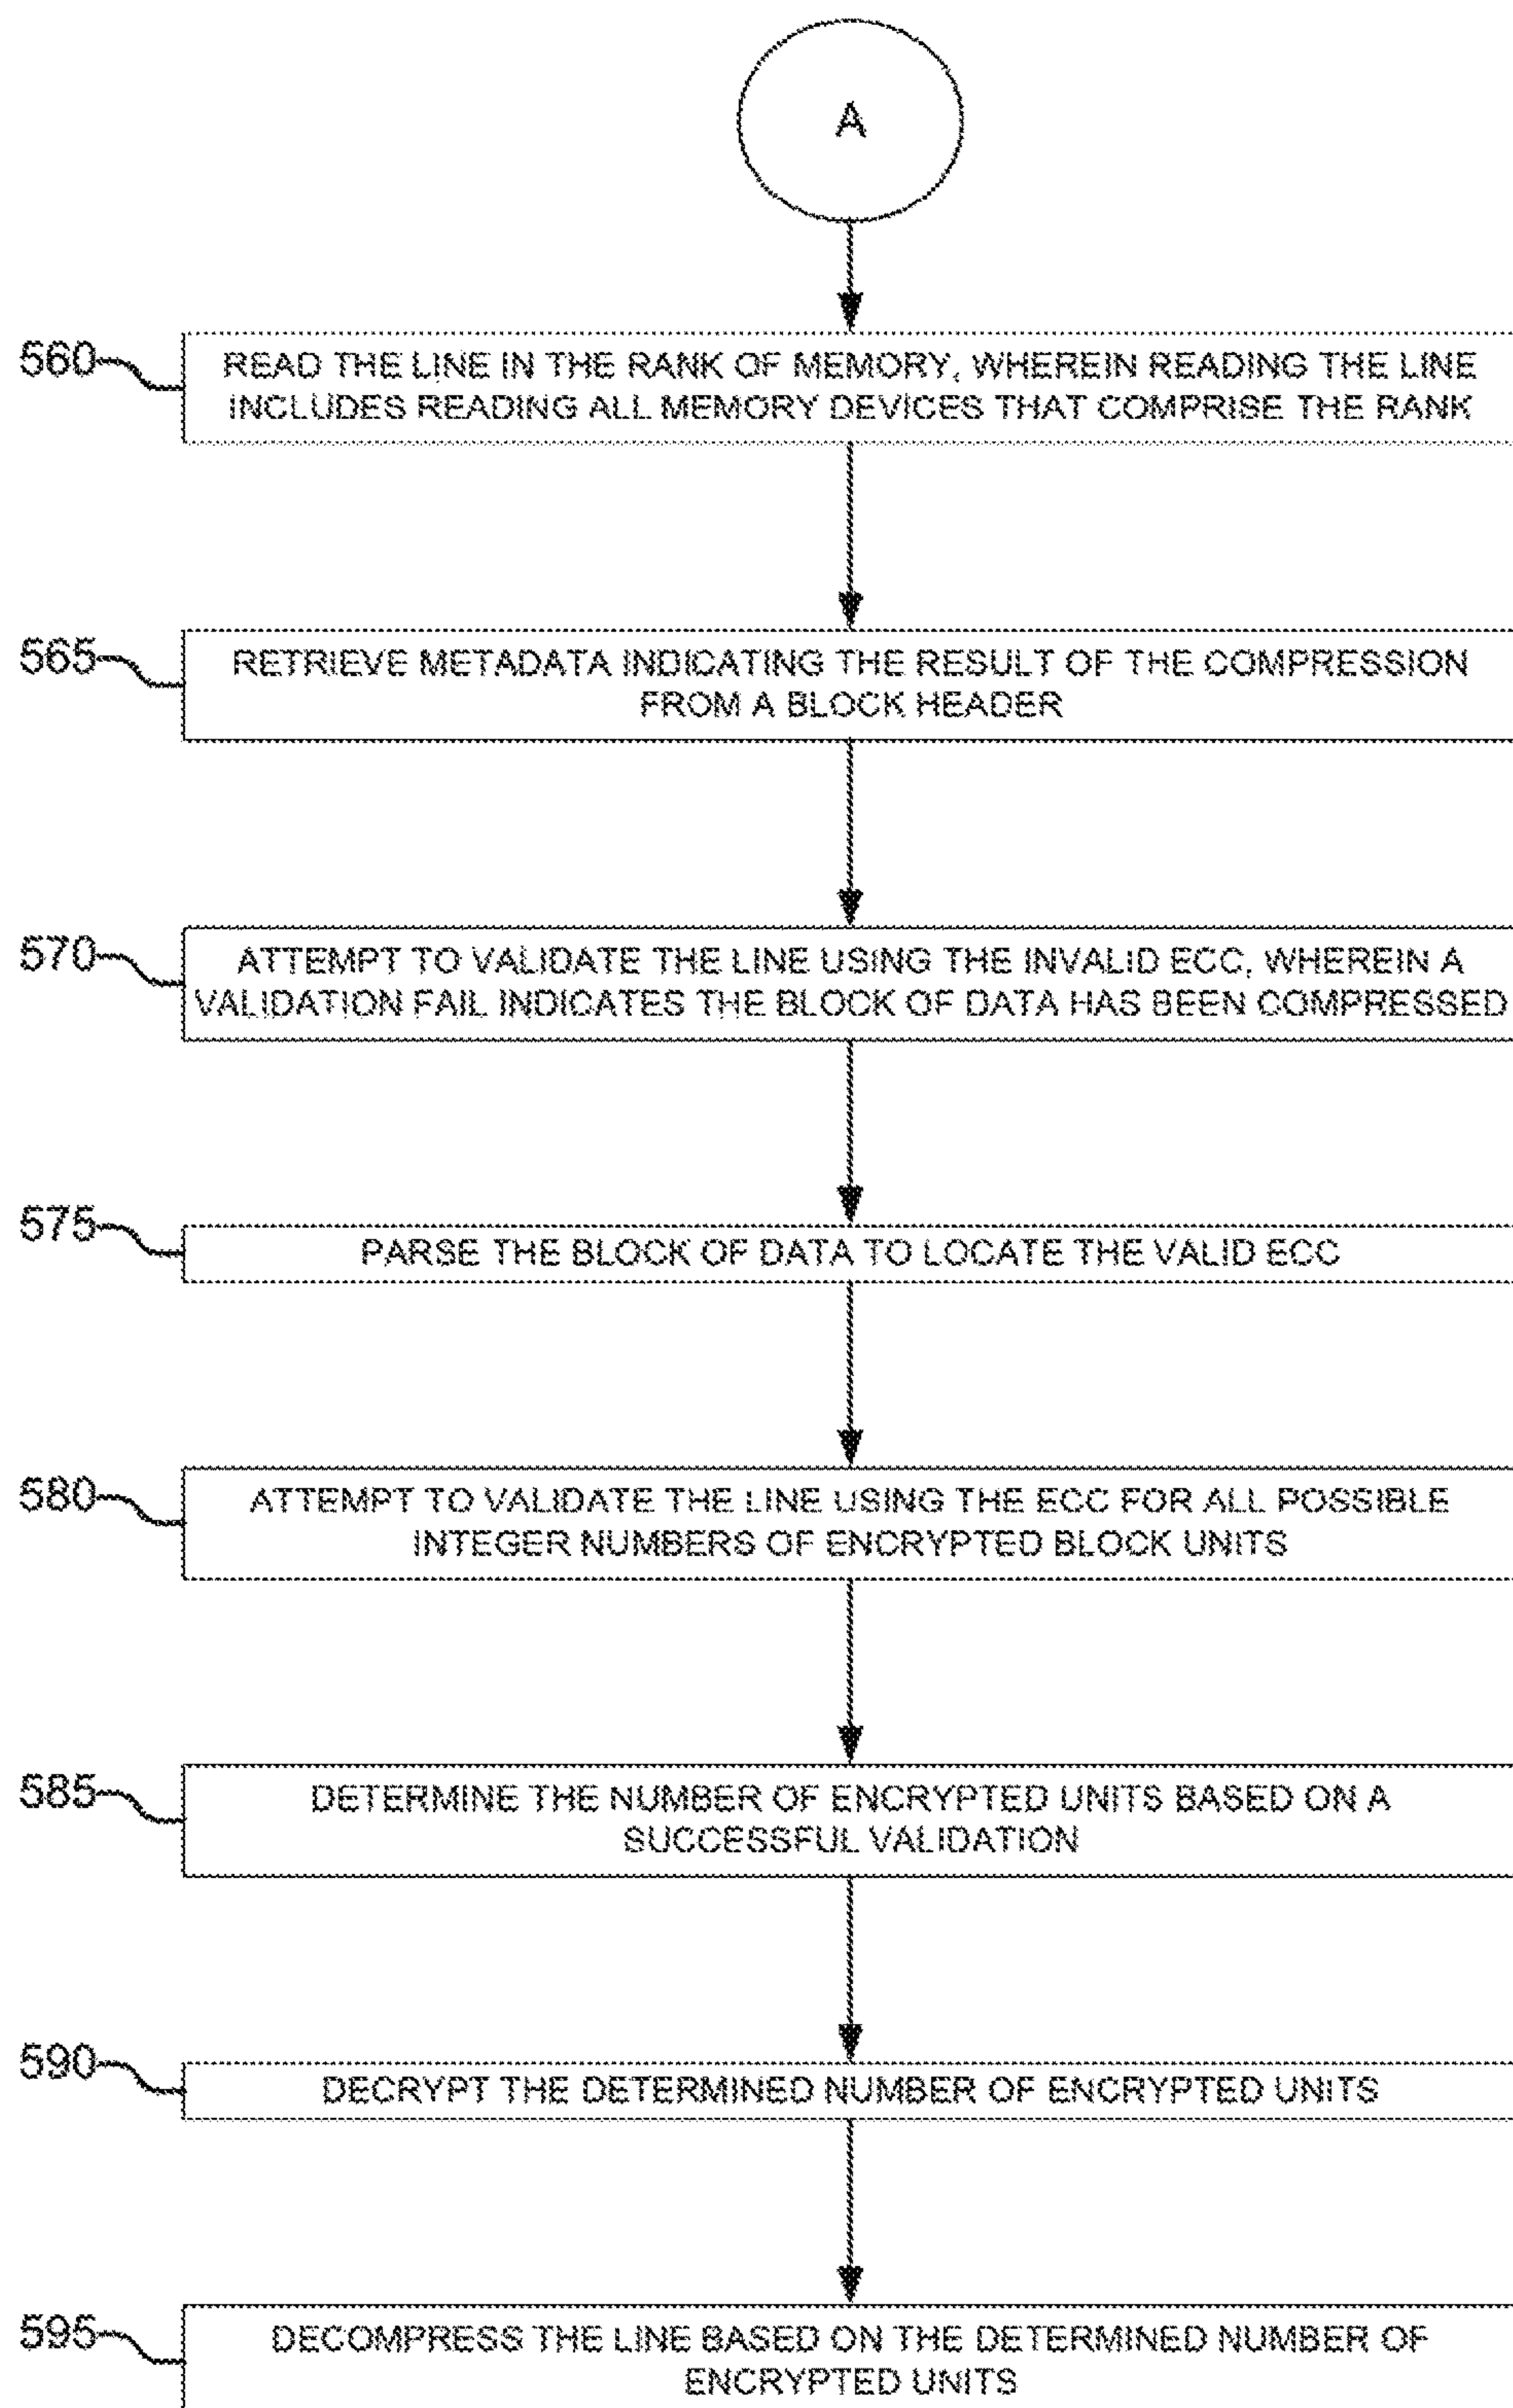 A
560
READ THE LINE IN THE RANK OF MEMORY, WHEREIN READING THE LINE
INCLUDES READING ALL MEMORY DEVICES THAT COMPRISE THE RANK
565
RETRIEVE METADATA INDICATING THE RESULT OF THE COMPRESSION
FROM A BLOCK HEADER
570
ATTEMPT TO VALIDATE THE LINE USING THE INVALID ECC, WHEREIN A
VALIDATION FAIL INDICATES THE BLOCK OF DATA HAS BEEN COMPRESSED
575
PARSE THE BLOCK OF DATA TO LOCATE THE VALID ECC
580
ATTEMPT TO VALIDATE THE LINE USING THE ECC FOR ALL POSSIBLE
INTEGER NUMBERS OF ENCRYPTED BLOCK UNITS
585
DETERMINE THE NUMBER OF ENCRYPTED UNITS BASED ON A
SUCCESSFUL VALIDATION
590
DECRYPT THE DETERMINED NUMBER OF ENCRYPTED UNITS
595
DECOMPRESS THE LINE BASED ON THE DETERMINED NUMBER OF
ENCRYPTED UNITS